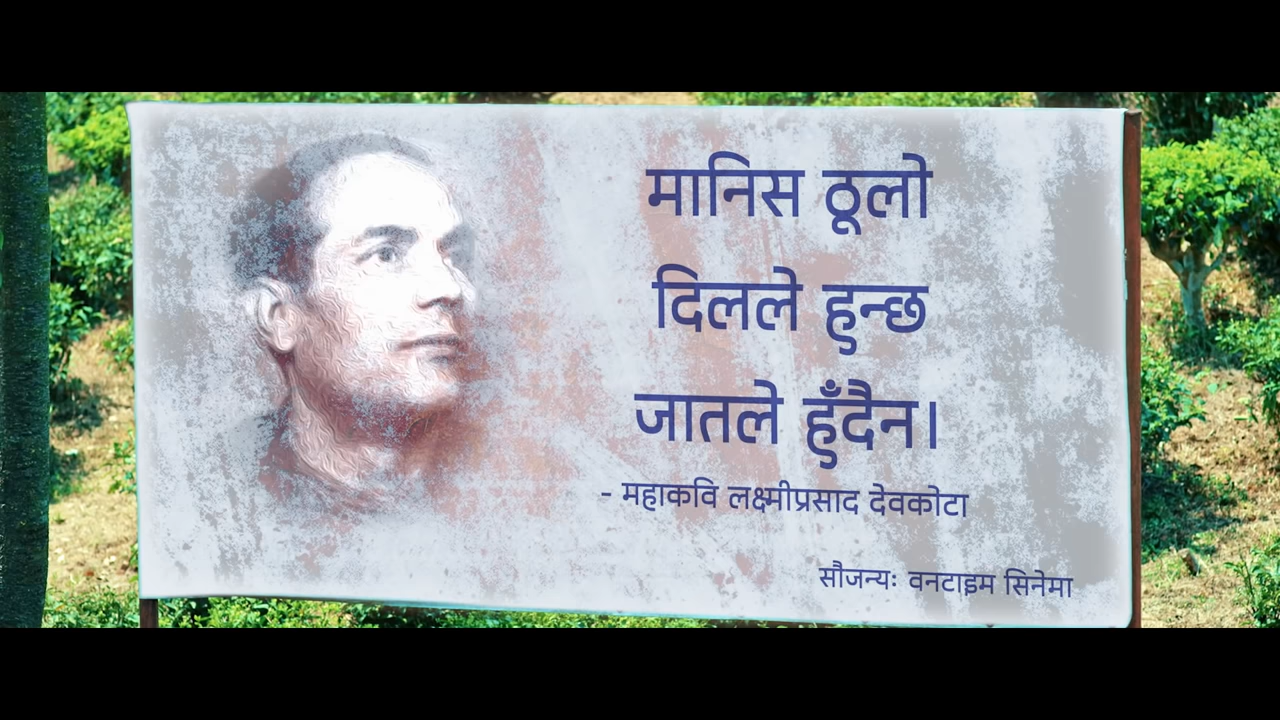 मानिस ठूलो
दिलले हुन्छ
जातले हुँदैन।
- महाकवि लक्ष्मीप्रसाद देवकोटा
सौजन्यः वनटाइम सिनेमा